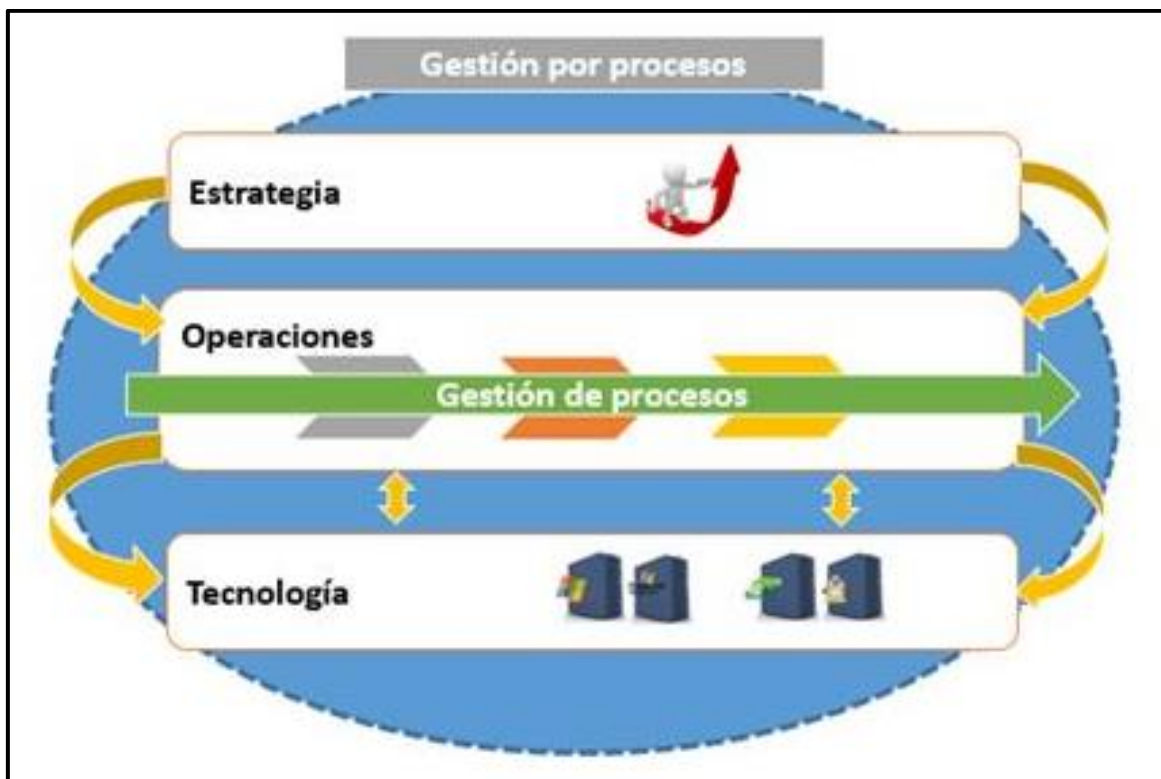 Gestión por procesos
Estrategia
Operaciones
Gestión de procesos
Tecnología